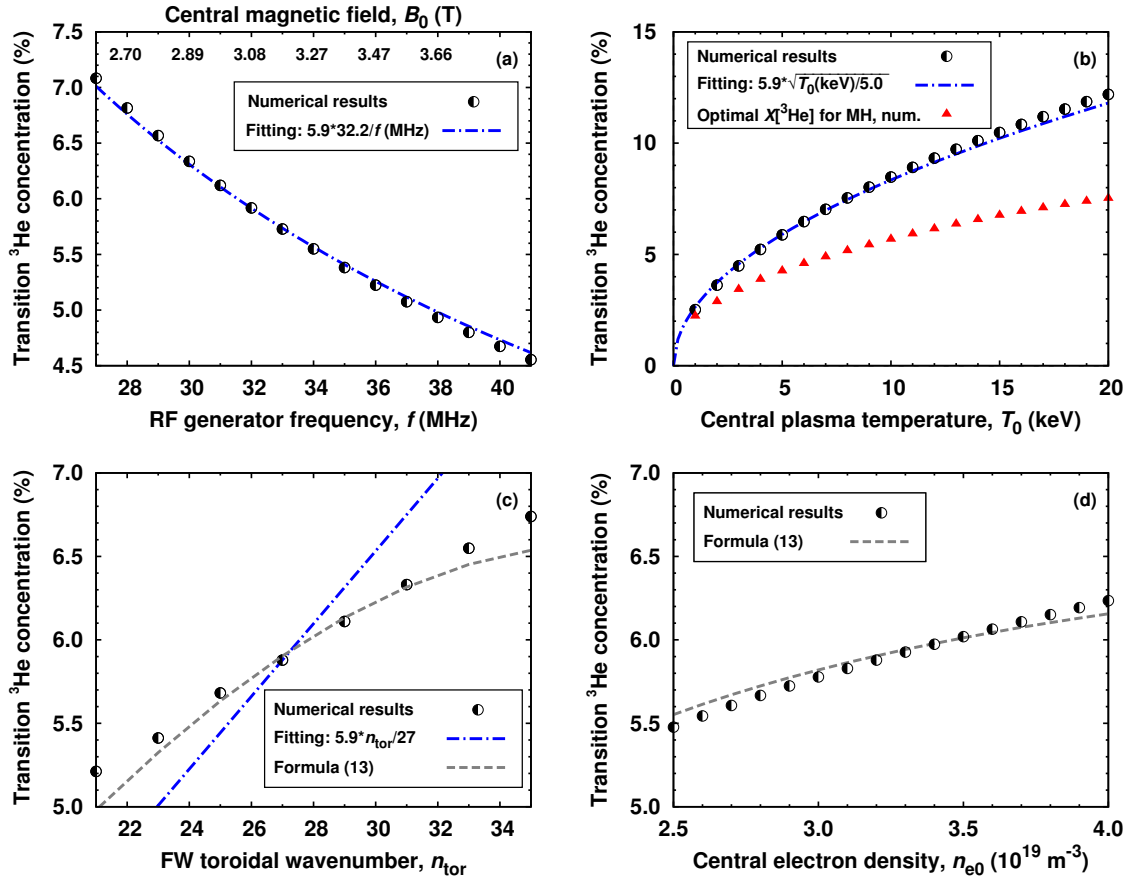 Central magnetic field, B0 (T)
2.70 2.89 3.08 3.27 3.47 3.66
(a)
Numerical results
Fitting: 5.9*32.2/f (MHz)
7.5
7.0
6.5
6.0
5.5
5.0
4.5
Transition ³He concentration (%)
28 30 32 34 36 38 40
RF generator frequency, f (MHz)
(b)
Numerical results
Fitting: 5.9*√T0(keV)/5.0
Optimal X[³He] for MH, num.
15
10
5
0
Transition ³He concentration (%)
0 5 10 15 20
Central plasma temperature, T0 (keV)
(c)
7.0
6.5
6.0
5.5
5.0
Transition ³He concentration (%)
Numerical results
Fitting: 5.9*ntor/27
Formula (13)
22 24 26 28 30 32 34
FW toroidal wavenumber, ntor
(d)
Numerical results
Formula (13)
7.0
6.5
6.0
5.5
5.0
Transition ³He concentration (%)
2.5 3.0 3.5 4.0
Central electron density, ne0 (10¹⁹ m⁻³)